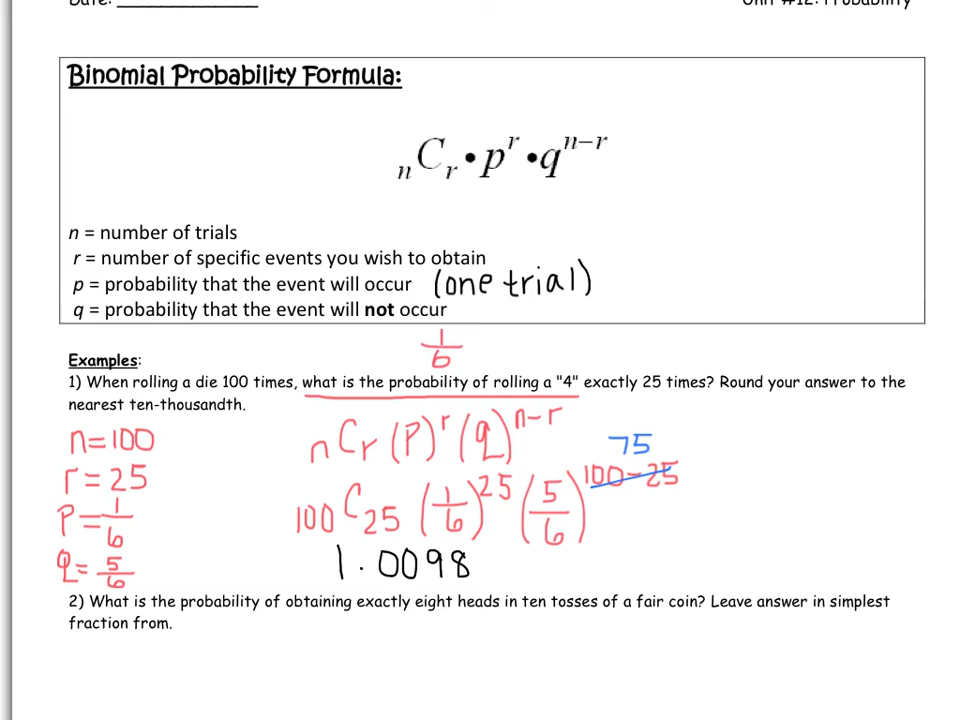 Binomial Probability Formula:
nCr•p^r•q^n-r
n = number of trials
r = number of specific events you wish to obtain
p = probability that the event will occur (one trial)
q = probability that the event will not occur
1/6
Examples:
1) When rolling a die 100 times, what is the probability of rolling a "4" exactly 25 times? Round your answer to the
nearest ten-thousandth.
n=100
r=25
P=1/6
q=5/6
nCr(P)^r(q)^n-r
75
100C25(1/6)^25(5/6)^100-25
1.0098
2) What is the probability of obtaining exactly eight heads in ten tosses of a fair coin? Leave answer in simplest
fraction from.